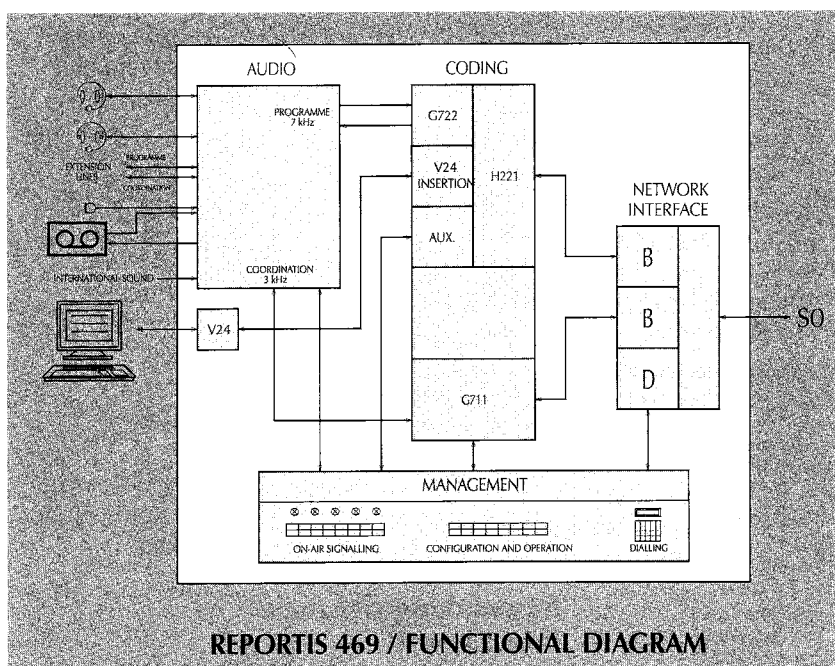 AUDIO
CODING
PROGRAMME
7 kHz
G722
V24
INSERTION
H221
AUX.
EXTENSION
LINES
PROGRAMME
COORDINATION
NETWORK
INTERFACE
B
B
D
S0
COORDINATION
3 kHz
INTERNATIONAL SOUND
V24
G711
MANAGEMENT
ON-AIR SIGNALLING
CONFIGURATION AND OPERATION
DIALLING
REPORTIS 469 / FUNCTIONAL DIAGRAM